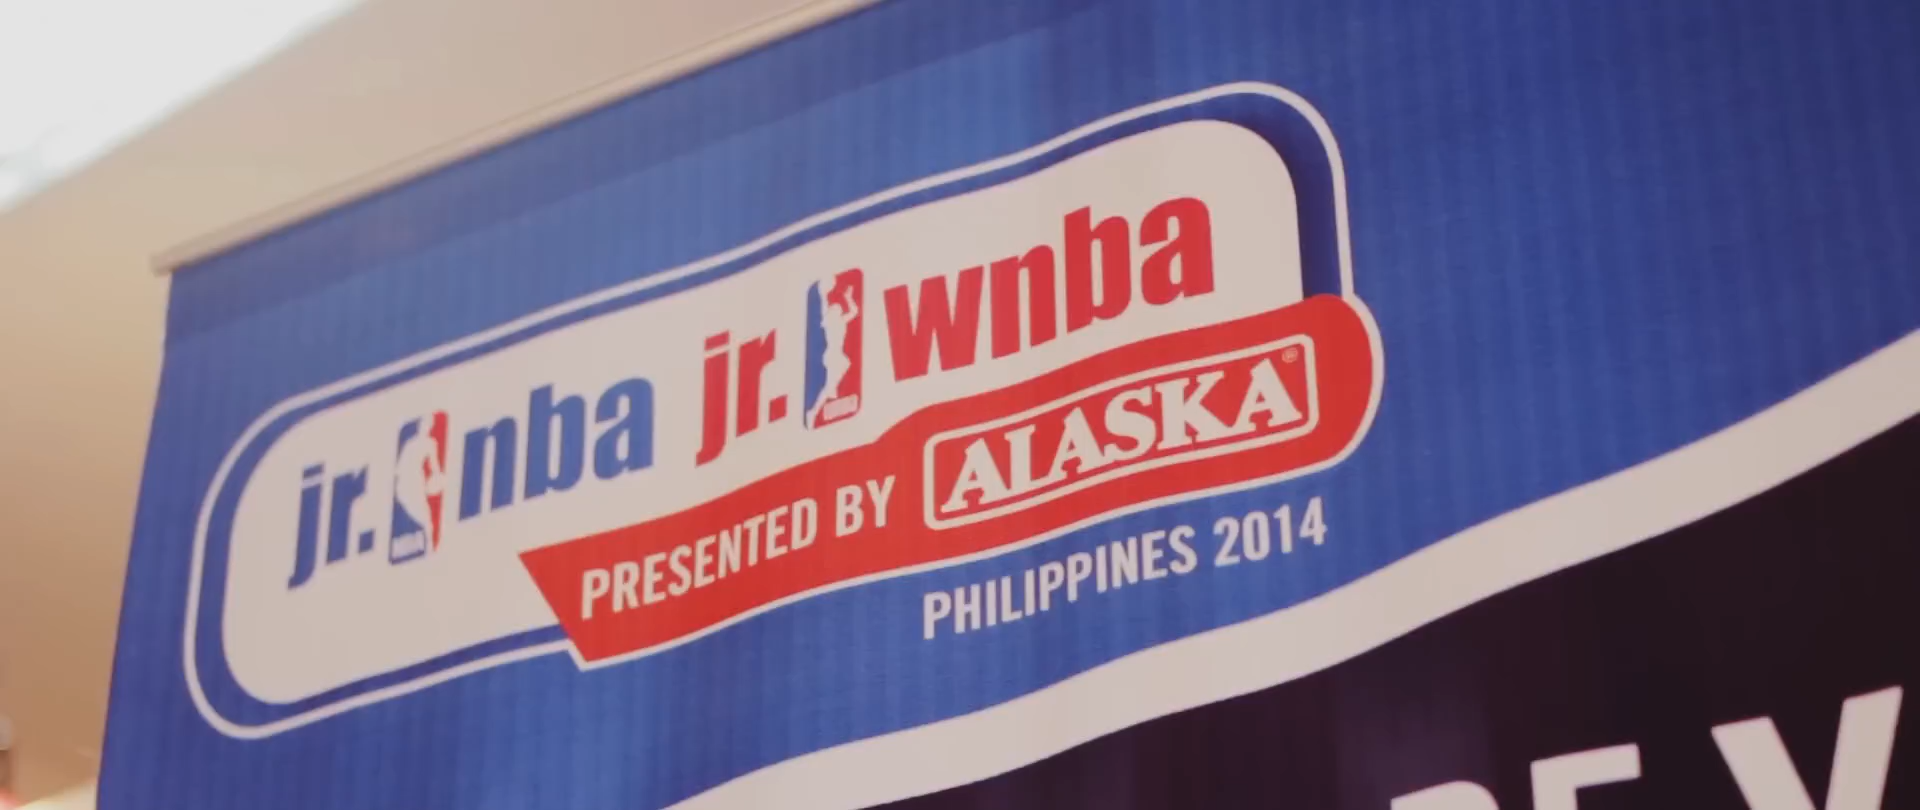 jr. nba jr. wnba
PRESENTED BY ALASKA®
PHILIPPINES 2014